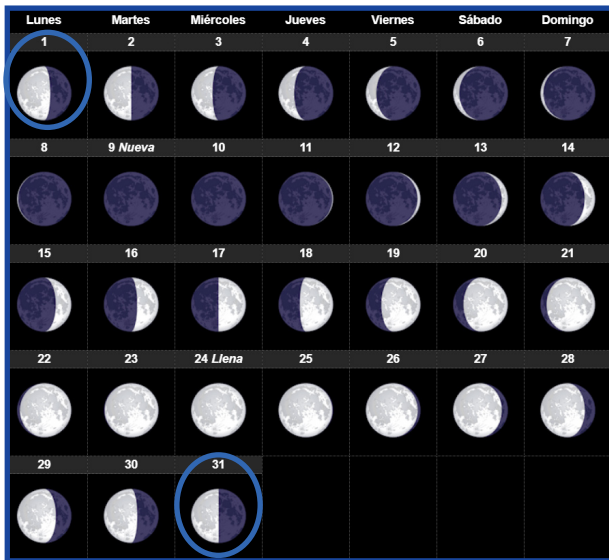 Lunes Martes Miércoles Jueves Viernes Sábado Domingo
1 2 3 4 5 6 7
8 9 Nueva 10 11 12 13 14
15 16 17 18 19 20 21
22 23 24 Llena 25 26 27 28
29 30 31